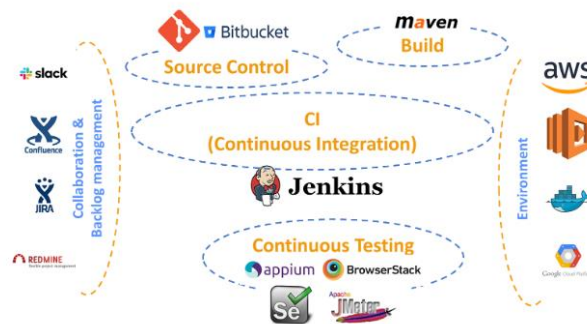 Bitbucket
Source Control
maven
Build
slack
Confluence
JIRA
REDMINE
Collaboration &
Backlog management
CI
(Continuous Integration)
Jenkins
Continuous Testing
appium
BrowserStack
Se
Apache
JMeter
Environment
aws
Google Cloud Platform